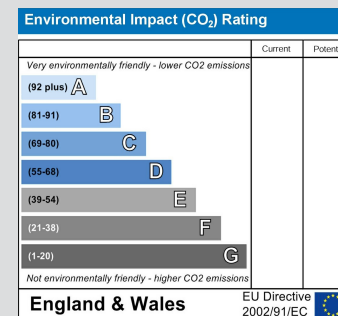 Environmental Impact (CO₂) Rating
Current Potent
Very environmentally friendly - lower CO2 emissions
(92 plus) A
(81-91) B
(69-80) C
(55-68) D
(39-54) E
(21-38) F
(1-20) G
Not environmentally friendly - higher CO2 emissions
England & Wales
EU Directive
2002/91/EC